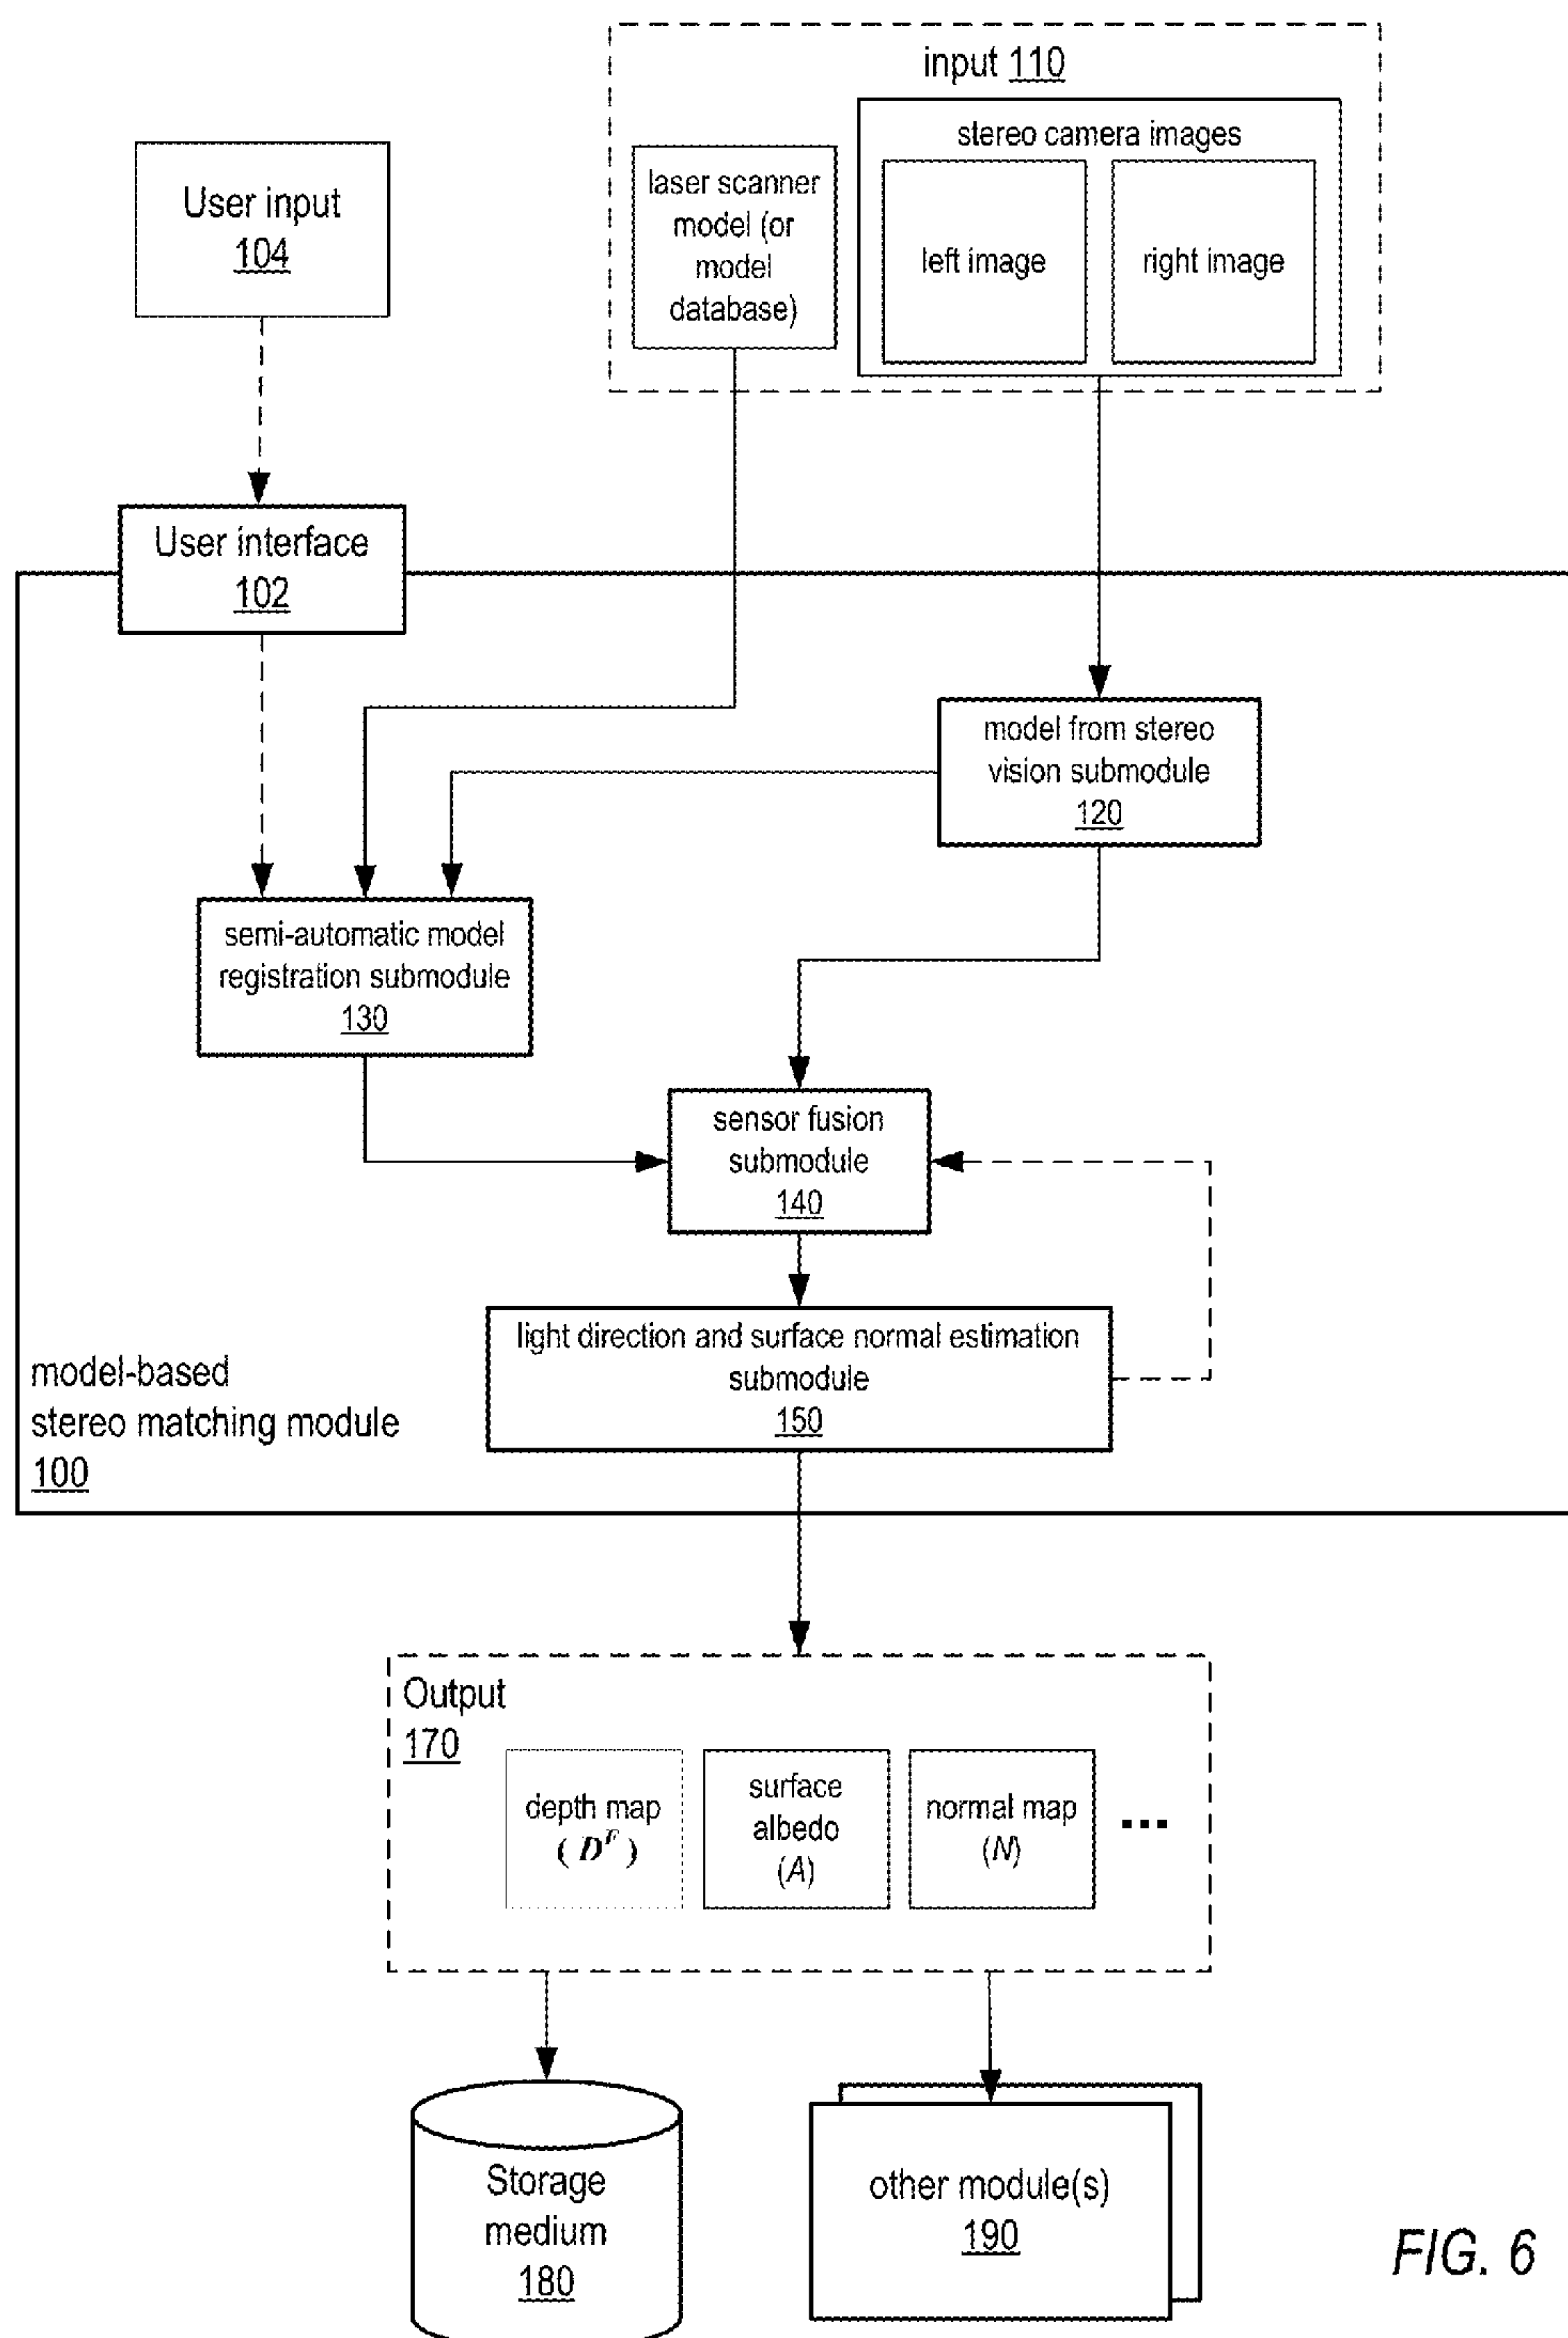 input 110
stereo camera images
laser scanner
model (or
model
database)
left image
right image
User input
104
User interface
102
model from stereo
vision submodule
120
semi-automatic model
registration submodule
130
sensor fusion
submodule
140
light direction and surface normal estimation
submodule
150
model-based
stereo matching module
100
Output
170
depth map
( D^F )
surface
albedo
(A)
normal map
(N)
...
Storage
medium
180
other module(s)
190
FIG. 6